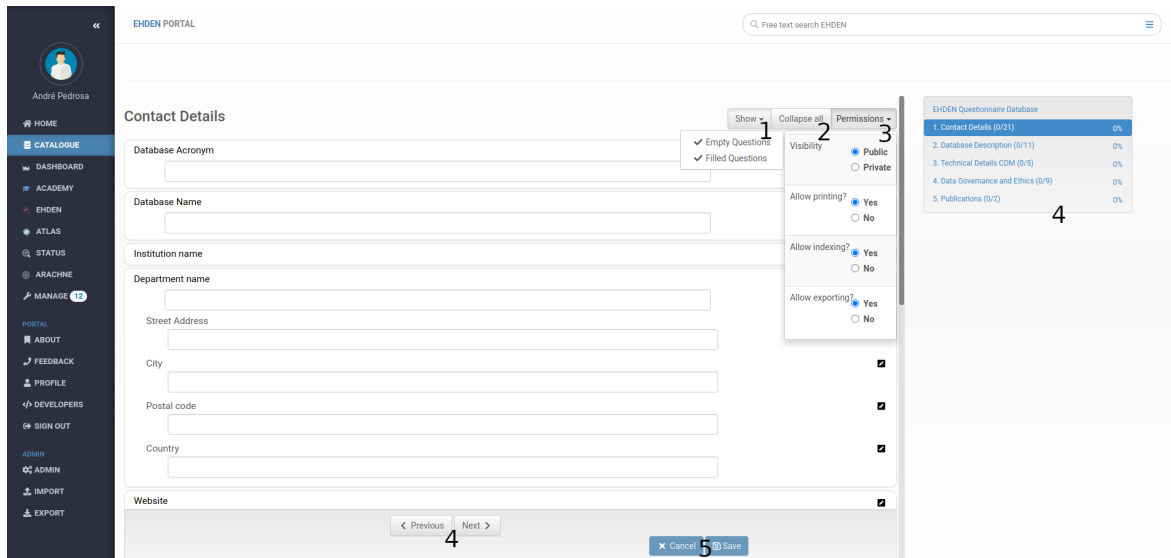 «
EHDEN PORTAL
Free text search EHDEN
André Pedrosa
HOME
CATALOGUE
DASHBOARD
ACADEMY
EHDEN
ATLAS
STATUS
ARACHNE
MANAGE 12
PORTAL
ABOUT
FEEDBACK
PROFILE
</> DEVELOPERS
SIGN OUT
ADMIN
ADMIN
IMPORT
EXPORT
Contact Details
Show
Collapse all
Permissions
1
2
3
Empty Questions
Filled Questions
Visibility
Public
Private
Allow printing?
Yes
No
Allow indexing?
Yes
No
Allow exporting?
Yes
No
Database Acronym
Database Name
Institution name
Department name
Street Address
City
Postal code
Country
Website
Previous
Next
4
Cancel
Save
5
EHDEN Questionnaire Database
1. Contact Details (0/21) 0%
2. Database Description (0/11) 0%
3. Technical Details CDM (0/5) 0%
4. Data Governance and Ethics (0/9) 0%
5. Publications (0/2) 0%
4